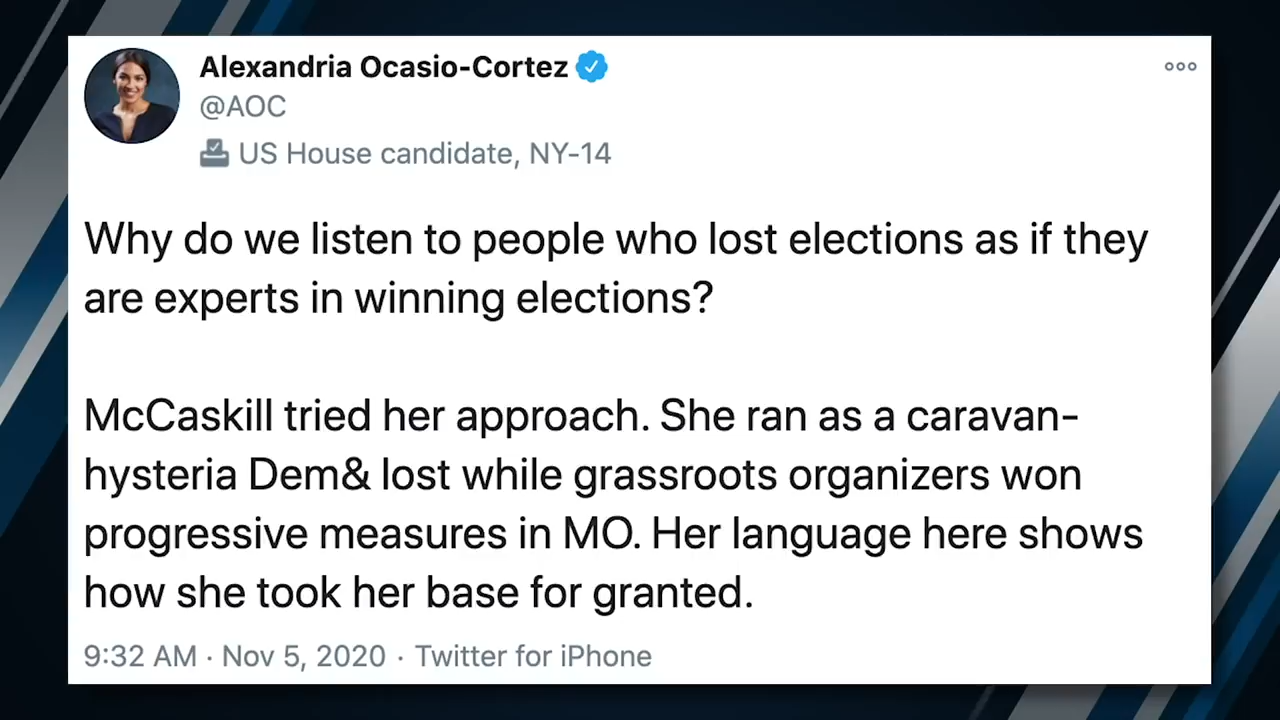 Alexandria Ocasio-Cortez
@AOC
US House candidate, NY-14
Why do we listen to people who lost elections as if they
are experts in winning elections?
McCaskill tried her approach. She ran as a caravan-
hysteria Dem& lost while grassroots organizers won
progressive measures in MO. Her language here shows
how she took her base for granted.
9:32 AM · Nov 5, 2020 · Twitter for iPhone